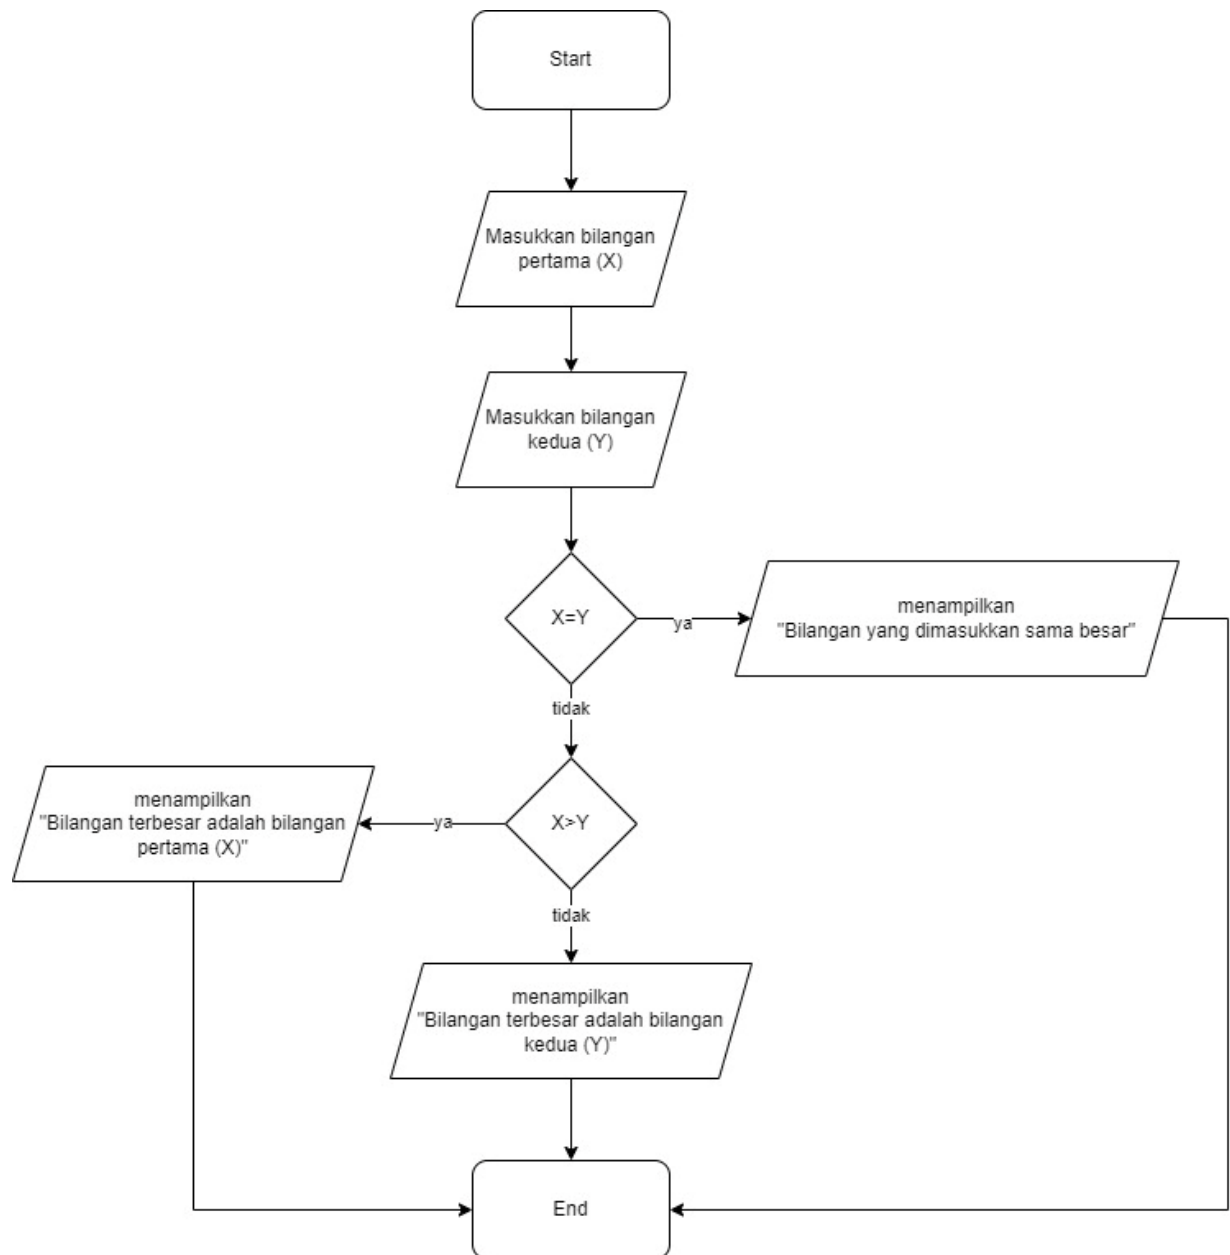 Start
Masukkan bilangan
pertama (X)
Masukkan bilangan
kedua (Y)
X=Y
ya
menampilkan
"Bilangan yang dimasukkan sama besar"
tidak
menampilkan
"Bilangan terbesar adalah bilangan
pertama (X)"
ya
X>Y
tidak
menampilkan
"Bilangan terbesar adalah bilangan
kedua (Y)"
End